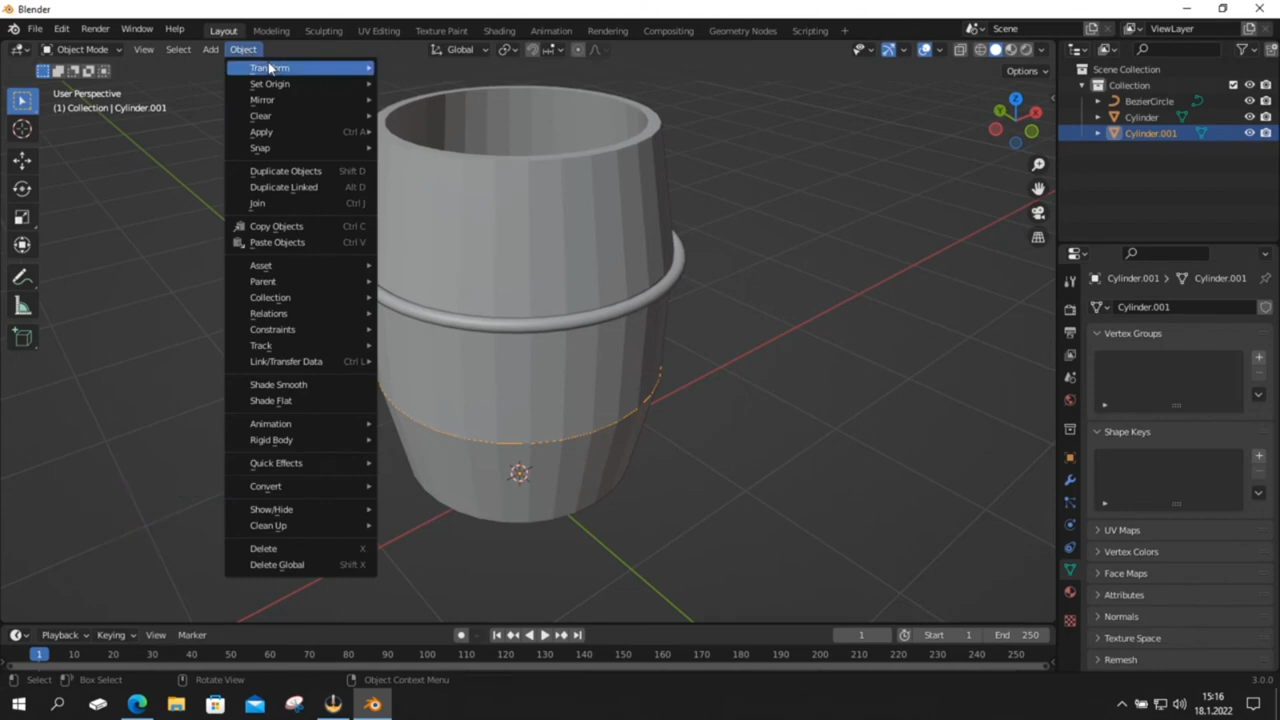 Blender
File Edit Render Window Help
Layout Modeling Sculpting UV Editing Texture Paint Shading Animation Rendering Compositing Geometry Nodes Scripting +
Scene
ViewLayer
Object Mode View Select Add Object
Global
Options
User Perspective
(1) Collection | Cylinder.001
Transform
Set Origin
Mirror
Clear
Apply Ctrl A
Snap
Duplicate Objects Shift D
Duplicate Linked Alt D
Join Ctrl J
Copy Objects Ctrl C
Paste Objects Ctrl V
Asset
Parent
Collection
Relations
Constraints
Track
Link/Transfer Data Ctrl L
Shade Smooth
Shade Flat
Animation
Rigid Body
Quick Effects
Convert
Show/Hide
Clean Up
Delete X
Delete Global Shift X
Z
Y
X
Scene Collection
Collection
BezierCircle
Cylinder
Cylinder.001
Cylinder.001 > Cylinder.001
Cylinder.001
Vertex Groups
Shape Keys
UV Maps
Vertex Colors
Face Maps
Attributes
Normals
Texture Space
Remesh
Playback Keying View Marker
1 Start 1 End 250
1 10 20 30 40 50 60 70 80 90 100 110 120 130 140 150 160 170 180 190 200 210 220 230 240 250
Select Box Select Rotate View Object Context Menu 3.0.0
15:16
18.1.2022